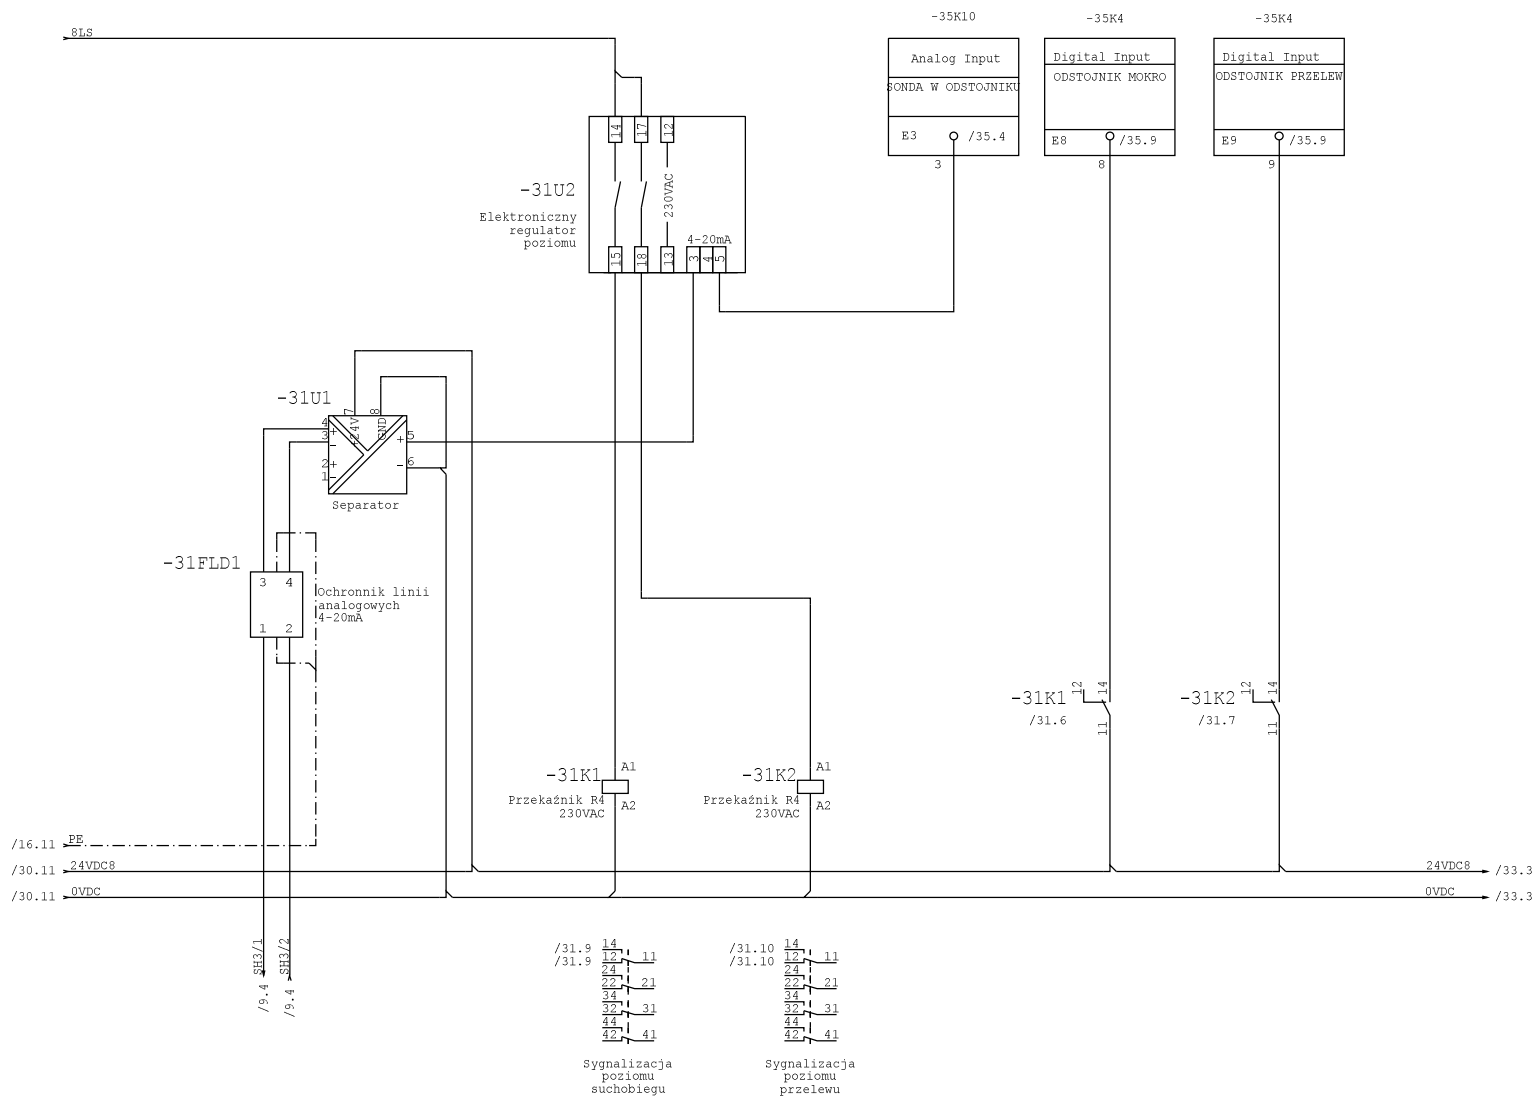 8LS
-35K10
-35K4
-35K4
Analog Input
Digital Input
Digital Input
SONDA W ODSTOJNIKU
ODSTOJNIK MOKRO
ODSTOJNIK PRZELEW
E3
/35.4
E8
/35.9
E9
/35.9
3
8
9
14
17
12
-31U2
230VAC
Elektroniczny
regulator
poziomu
4-20mA
15
18
13
3
4
5
-31U1
7
8
+24V
GND
4
+
3
-
2
+
1
-
+
5
-
6
Separator
-31FLD1
3
4
Ochronnik linii
analogowych
4-20mA
1
2
12
14
-31K1
/31.6
11
12
14
-31K2
/31.7
11
-31K1
A1
Przekaźnik R4
230VAC
A2
-31K2
A1
Przekaźnik R4
230VAC
A2
/16.11
PE
/30.11
24VDC8
24VDC8
/33.3
/30.11
0VDC
0VDC
/33.3
SH3/1
SH3/2
/9.4
/9.4
/31.9
14
/31.9
12
11
24
22
21
34
32
31
44
42
41
Sygnalizacja
poziomu
suchobiegu
/31.10
14
/31.10
12
11
24
22
21
34
32
31
44
42
41
Sygnalizacja
poziomu
przelewu